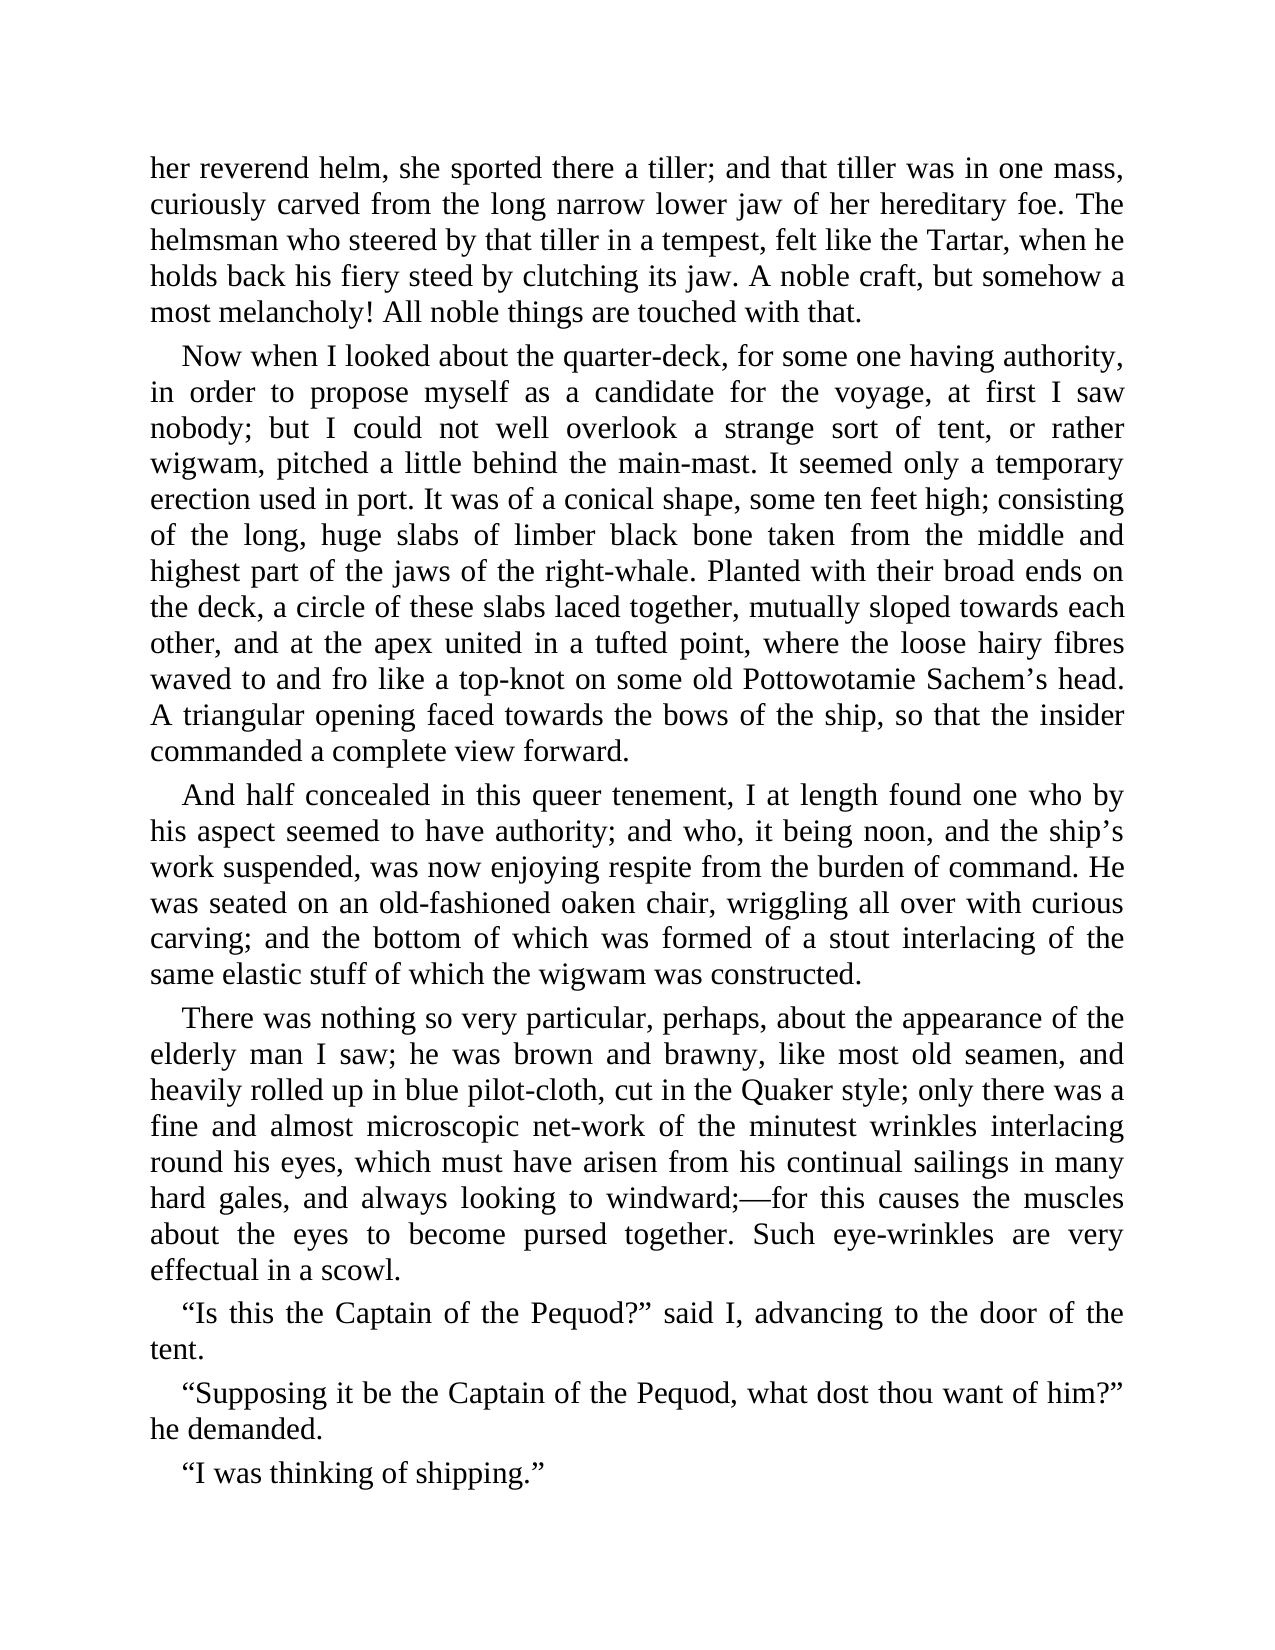 her reverend helm, she sported there a tiller; and that tiller was in one mass,
curiously carved from the long narrow lower jaw of her hereditary foe. The
helmsman who steered by that tiller in a tempest, felt like the Tartar, when he
holds back his fiery steed by clutching its jaw. A noble craft, but somehow a
most melancholy! All noble things are touched with that.
Now when I looked about the quarter-deck, for some one having authority,
in order to propose myself as a candidate for the voyage, at first I saw
nobody; but I could not well overlook a strange sort of tent, or rather
wigwam, pitched a little behind the main-mast. It seemed only a temporary
erection used in port. It was of a conical shape, some ten feet high; consisting
of the long, huge slabs of limber black bone taken from the middle and
highest part of the jaws of the right-whale. Planted with their broad ends on
the deck, a circle of these slabs laced together, mutually sloped towards each
other, and at the apex united in a tufted point, where the loose hairy fibres
waved to and fro like a top-knot on some old Pottowotamie Sachem’s head.
A triangular opening faced towards the bows of the ship, so that the insider
commanded a complete view forward.
And half concealed in this queer tenement, I at length found one who by
his aspect seemed to have authority; and who, it being noon, and the ship’s
work suspended, was now enjoying respite from the burden of command. He
was seated on an old-fashioned oaken chair, wriggling all over with curious
carving; and the bottom of which was formed of a stout interlacing of the
same elastic stuff of which the wigwam was constructed.
There was nothing so very particular, perhaps, about the appearance of the
elderly man I saw; he was brown and brawny, like most old seamen, and
heavily rolled up in blue pilot-cloth, cut in the Quaker style; only there was a
fine and almost microscopic net-work of the minutest wrinkles interlacing
round his eyes, which must have arisen from his continual sailings in many
hard gales, and always looking to windward;—for this causes the muscles
about the eyes to become pursed together. Such eye-wrinkles are very
effectual in a scowl.
“Is this the Captain of the Pequod?” said I, advancing to the door of the
tent.
“Supposing it be the Captain of the Pequod, what dost thou want of him?”
he demanded.
“I was thinking of shipping.”